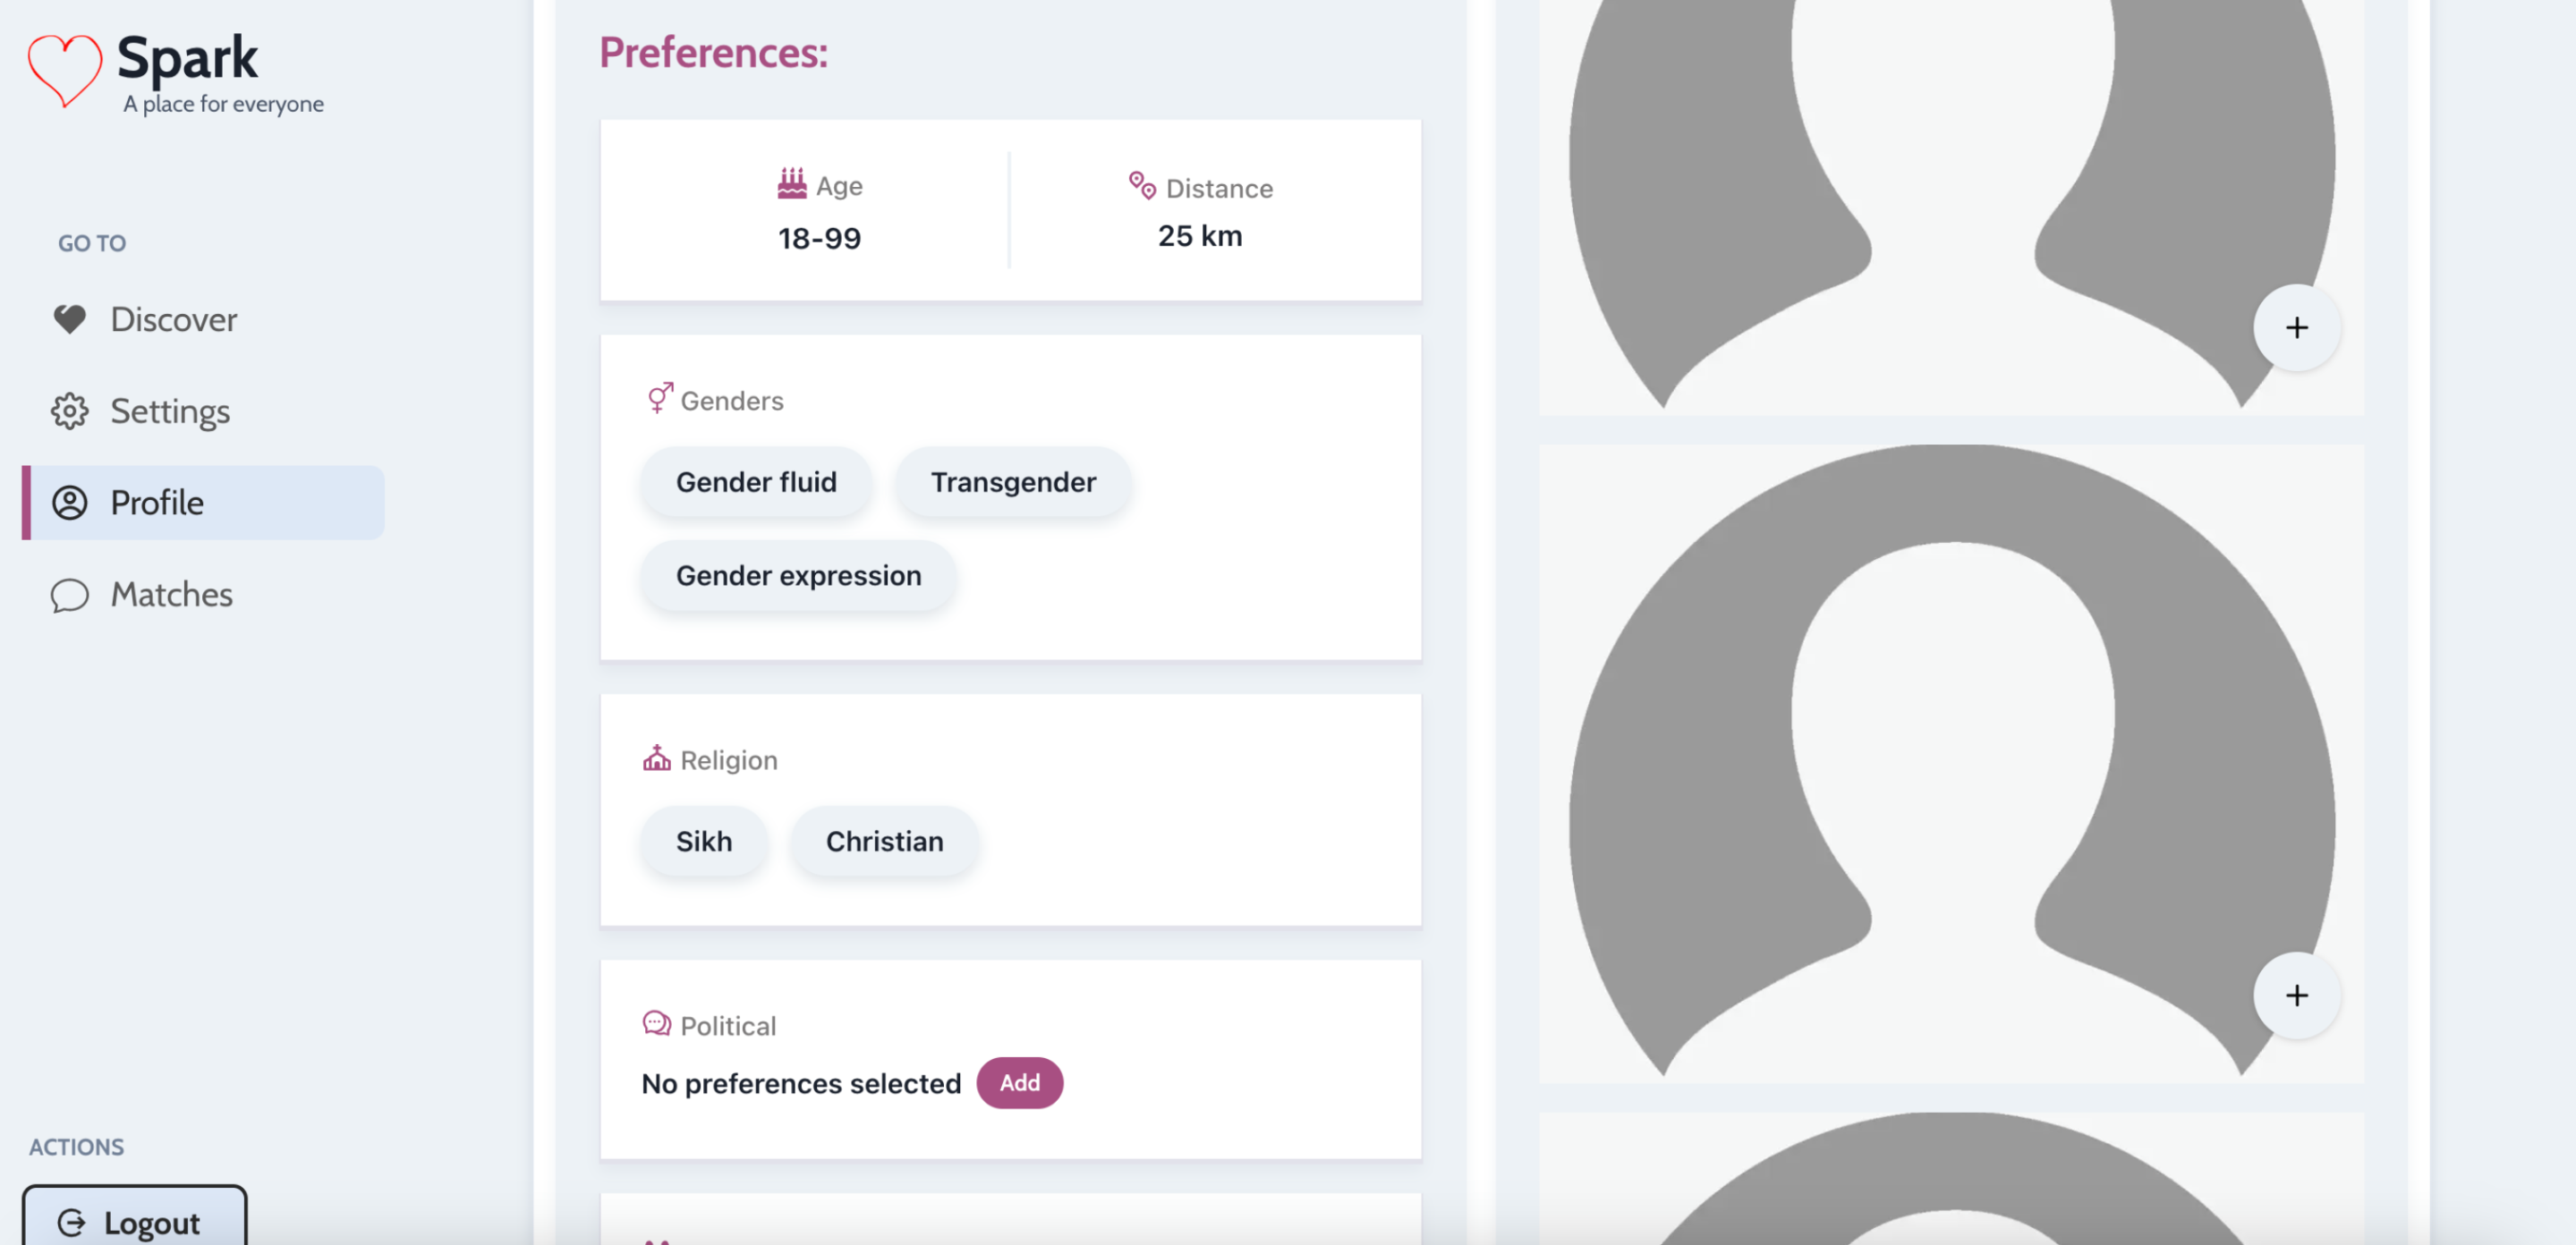 Spark
A place for everyone
GO TO
Discover
Settings
Profile
Matches
ACTIONS
Logout
Preferences:
Age
18-99
Distance
25 km
Genders
Gender fluid
Transgender
Gender expression
Religion
Sikh
Christian
Political
No preferences selected
Add
+
+